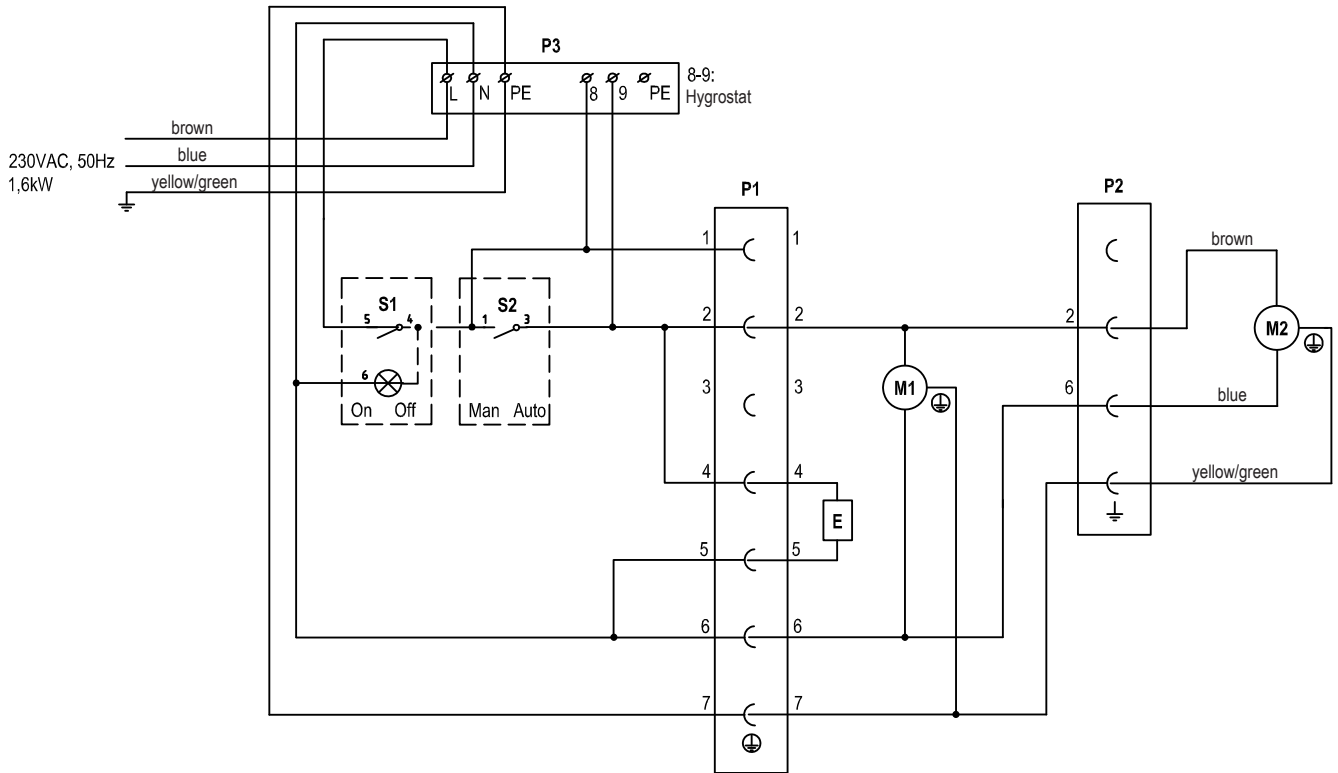 P3
L N PE 8 9 PE
8-9:
Hygrostat
brown
230VAC, 50Hz
1,6kW
blue
yellow/green
P1
P2
1 1
brown
S1
S2
5 4
1 3
2 2
2
M2
6
On Off
Man Auto
3 3
M1
6
blue
4 4
yellow/green
E
5 5
6 6
7 7